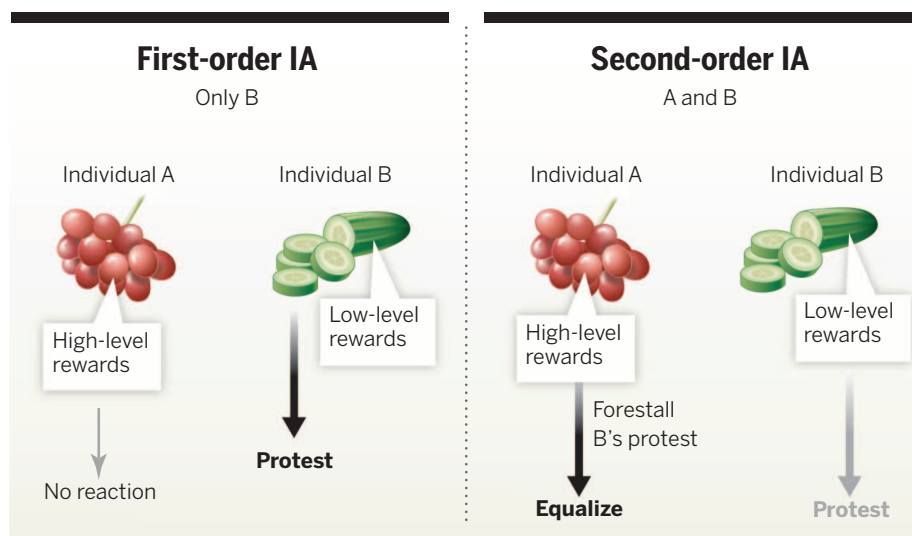 First-order IA
Only B
Individual A
Individual B
High-level
rewards
Low-level
rewards
No reaction
Protest
Second-order IA
A and B
Individual A
Individual B
High-level
rewards
Low-level
rewards
Forestall
B's protest
Equalize
Protest